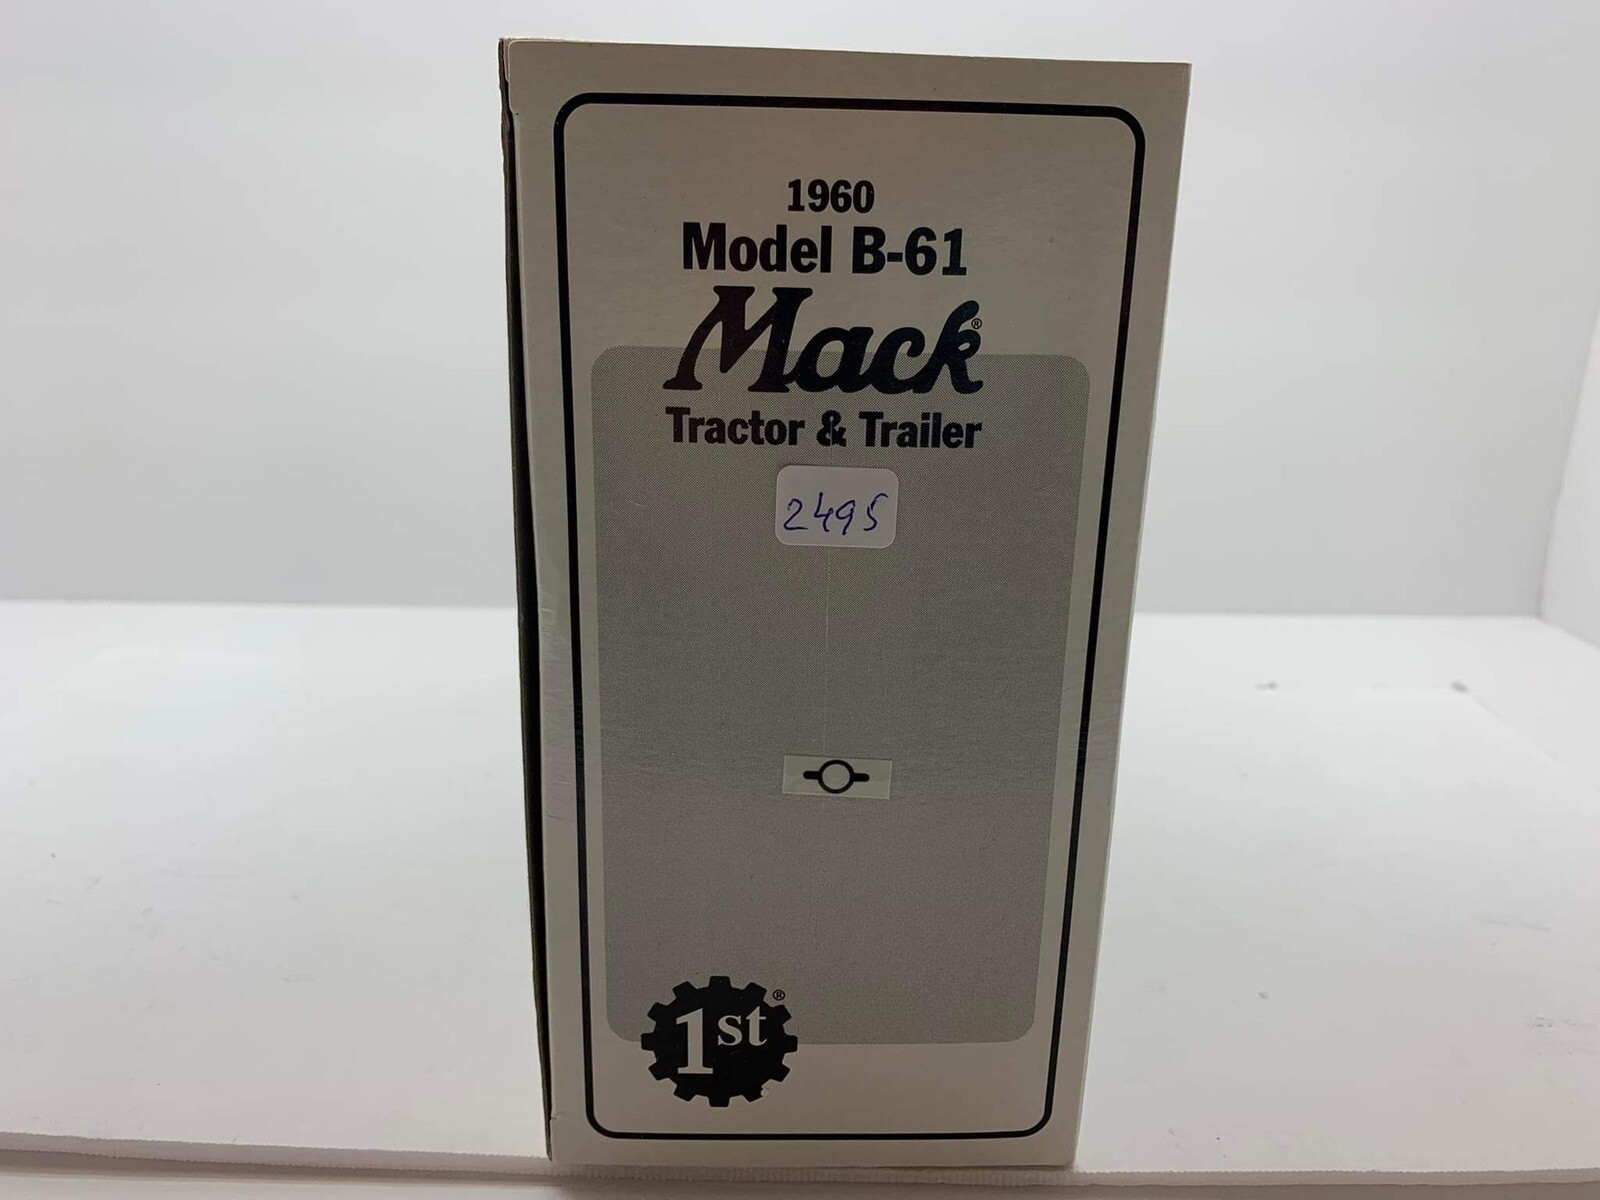 1960
Model B-61
Mack®
Tractor & Trailer
2495
1st®